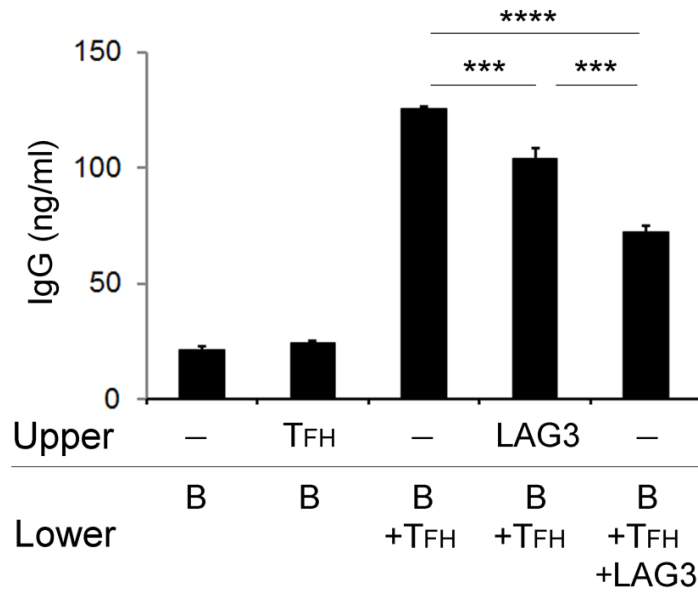 ****
*** ***
150
100
50
0
IgG (ng/ml)
Upper – TFH – LAG3 –
B B B B B
Lower +TFH +TFH +TFH
+LAG3